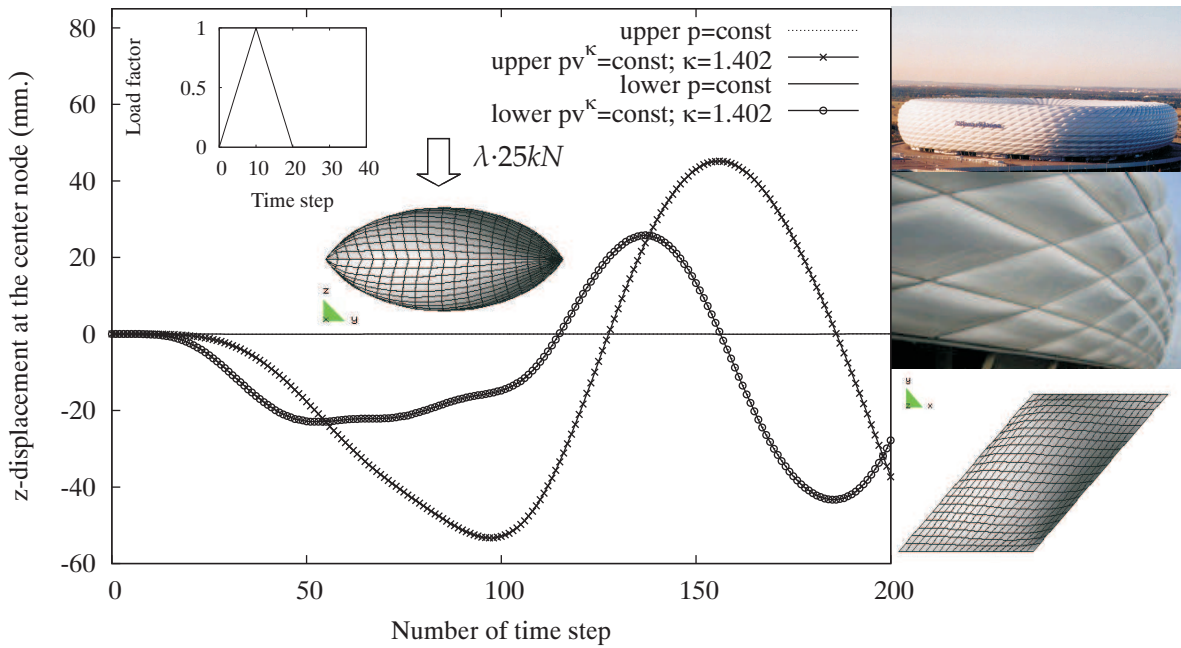 80
60
40
20
0
-20
-40
-60
0
50
100
150
200
z-displacement at the center node (mm.)
Number of time step
1
0.5
0
0
10
20
30
40
Load factor
Time step
upper p=const
upper pv^κ=const; κ=1.402
lower p=const
lower pv^κ=const; κ=1.402
λ·25kN
z
x y
y
z x